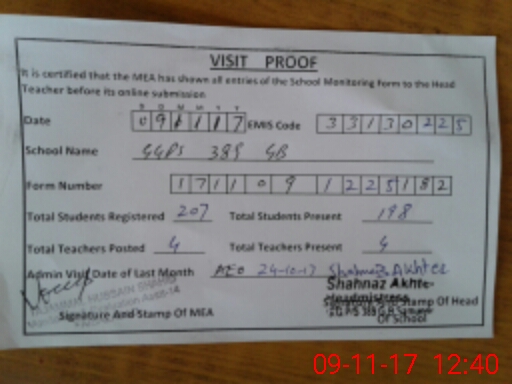 VISIT PROOF
It is certified that the MEA has shown all entries of the School Monitoring Form to the Head
Teacher before its online submission
D D M M Y Y
Date 0 9 1 1 1 7 EMIS Code 3 3 1 3 0 2 2 5
School Name GGPS 389 GB
Form Number 1 7 1 1 0 9 1 2 2 5 1 8 2
Total Students Registered 207 Total Students Present 198
Total Teachers Posted 4 Total Teachers Present 4
Admin Visit Date of Last Month AEO 24-10-17 Shahnaz Akhter
HUSSAIN
Shahnaz Akhte
Headmistress
Signature And Stamp Of MEA
Signature And Stamp Of Head
Of School
09-11-17 12:40